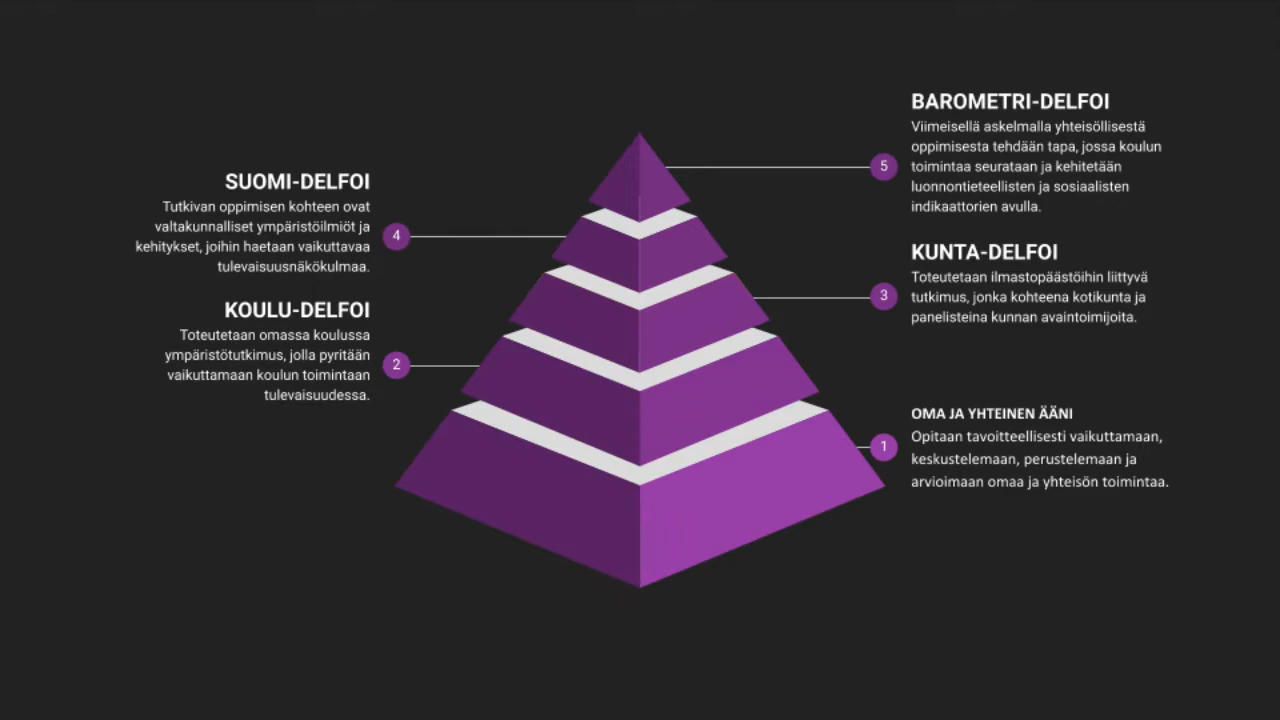 BAROMETRI-DELFOI
Viimeisellä askelmalla yhteisöllisestä
oppimisesta tehdään tapa, jossa koulun
toimintaa seurataan ja kehitetään
luonnontieteellisten ja sosiaalisten
indikaattorien avulla.
5
SUOMI-DELFOI
Tutkivan oppimisen kohteen ovat
valtakunnalliset ympäristöilmiöt ja
kehitykset, joihin haetaan vaikuttavaa
tulevaisuusnäkökulmaa.
4
KUNTA-DELFOI
Toteutetaan ilmastopäästöihin liittyvä
tutkimus, jonka kohteena kotikunta ja
panelisteina kunnan avaintoimijoita.
3
KOULU-DELFOI
Toteutetaan omassa koulussa
ympäristötutkimus, jolla pyritään
vaikuttamaan koulun toimintaan
tulevaisuudessa.
2
OMA JA YHTEINEN ÄÄNI
Opitaan tavoitteellisesti vaikuttamaan,
keskustelemaan, perustelemaan ja
arvioimaan omaa ja yhteisön toimintaa.
1